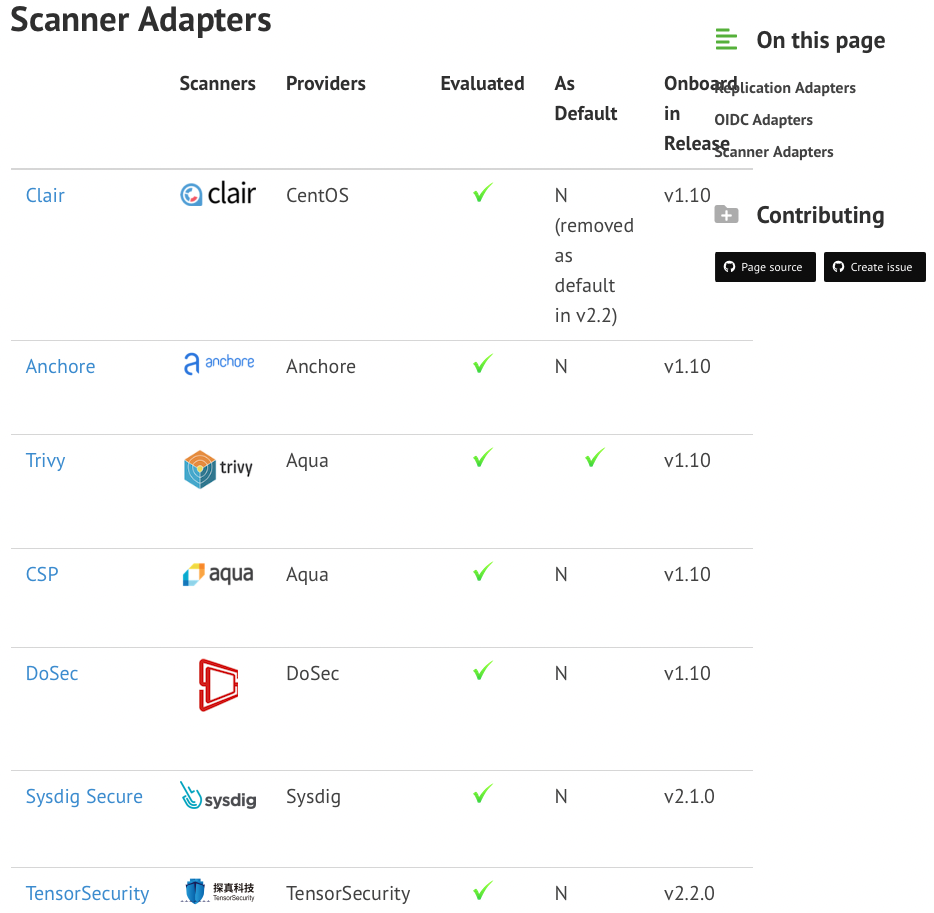 Scanner Adapters
Scanners Providers Evaluated As Default Onboard in Release
Clair clair CentOS N (removed as default in v2.2) v1.10
Anchore anchore Anchore N v1.10
Trivy trivy Aqua v1.10
CSP aqua Aqua N v1.10
DoSec DoSec N v1.10
Sysdig Secure sysdig Sysdig N v2.1.0
TensorSecurity 探真科技 TensorSecurity TensorSecurity N v2.2.0
On this page
Replication Adapters
OIDC Adapters
Scanner Adapters
Contributing
Page source Create issue